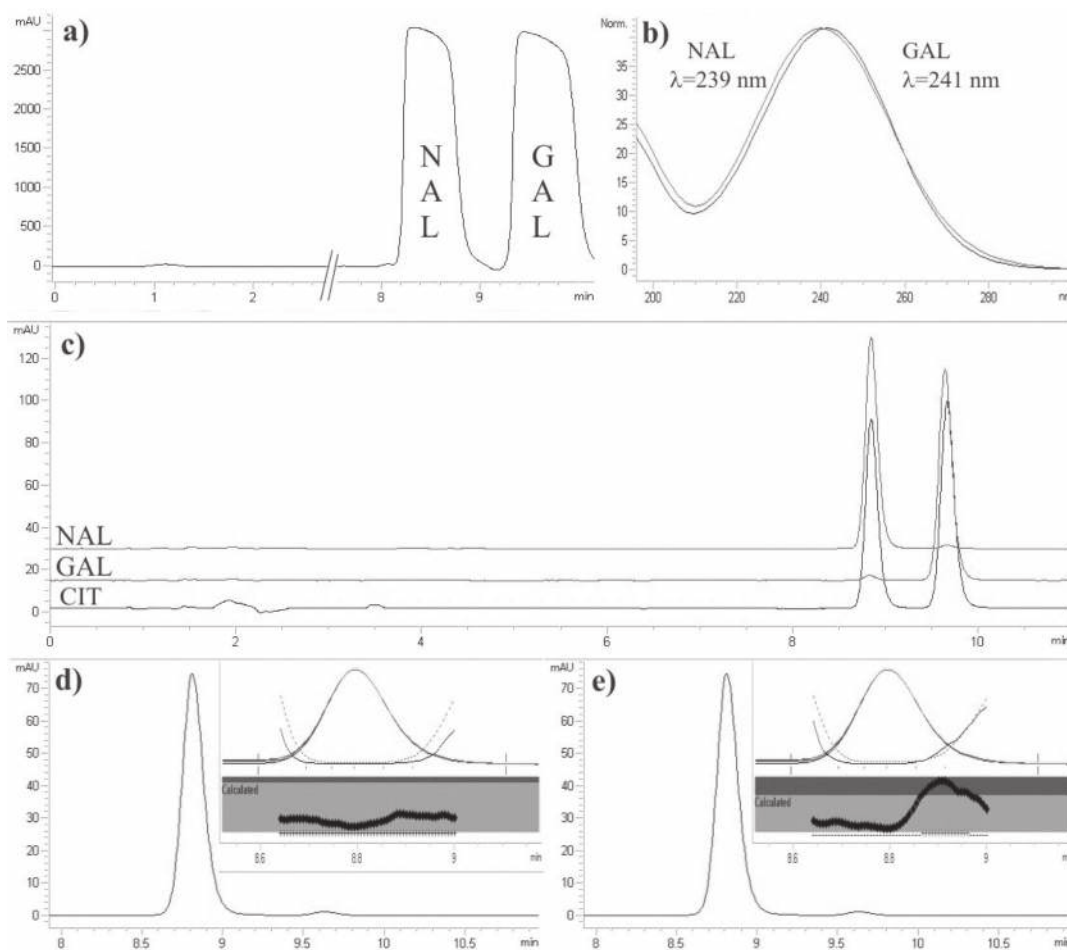 mAU
a)
2500
2000
1500
1000
500
0
N
A
L
G
A
L
0
1
2
8
9
min
Norm.
b)
NAL
λ=239 nm
GAL
λ=241 nm
35
30
25
20
15
10
5
0
200
220
240
260
280
mAU
c)
120
100
80
60
40
20
0
NAL
GAL
CIT
0
2
4
6
8
10
min
mAU
d)
70
60
50
40
30
20
10
0
Calculated
8.6
8.8
9
min
8
8.5
9
9.5
10
10.5
min
mAU
e)
70
60
50
40
30
20
10
0
Calculated
8.6
8.8
9
min
8
8.5
9
9.5
10
10.5
min